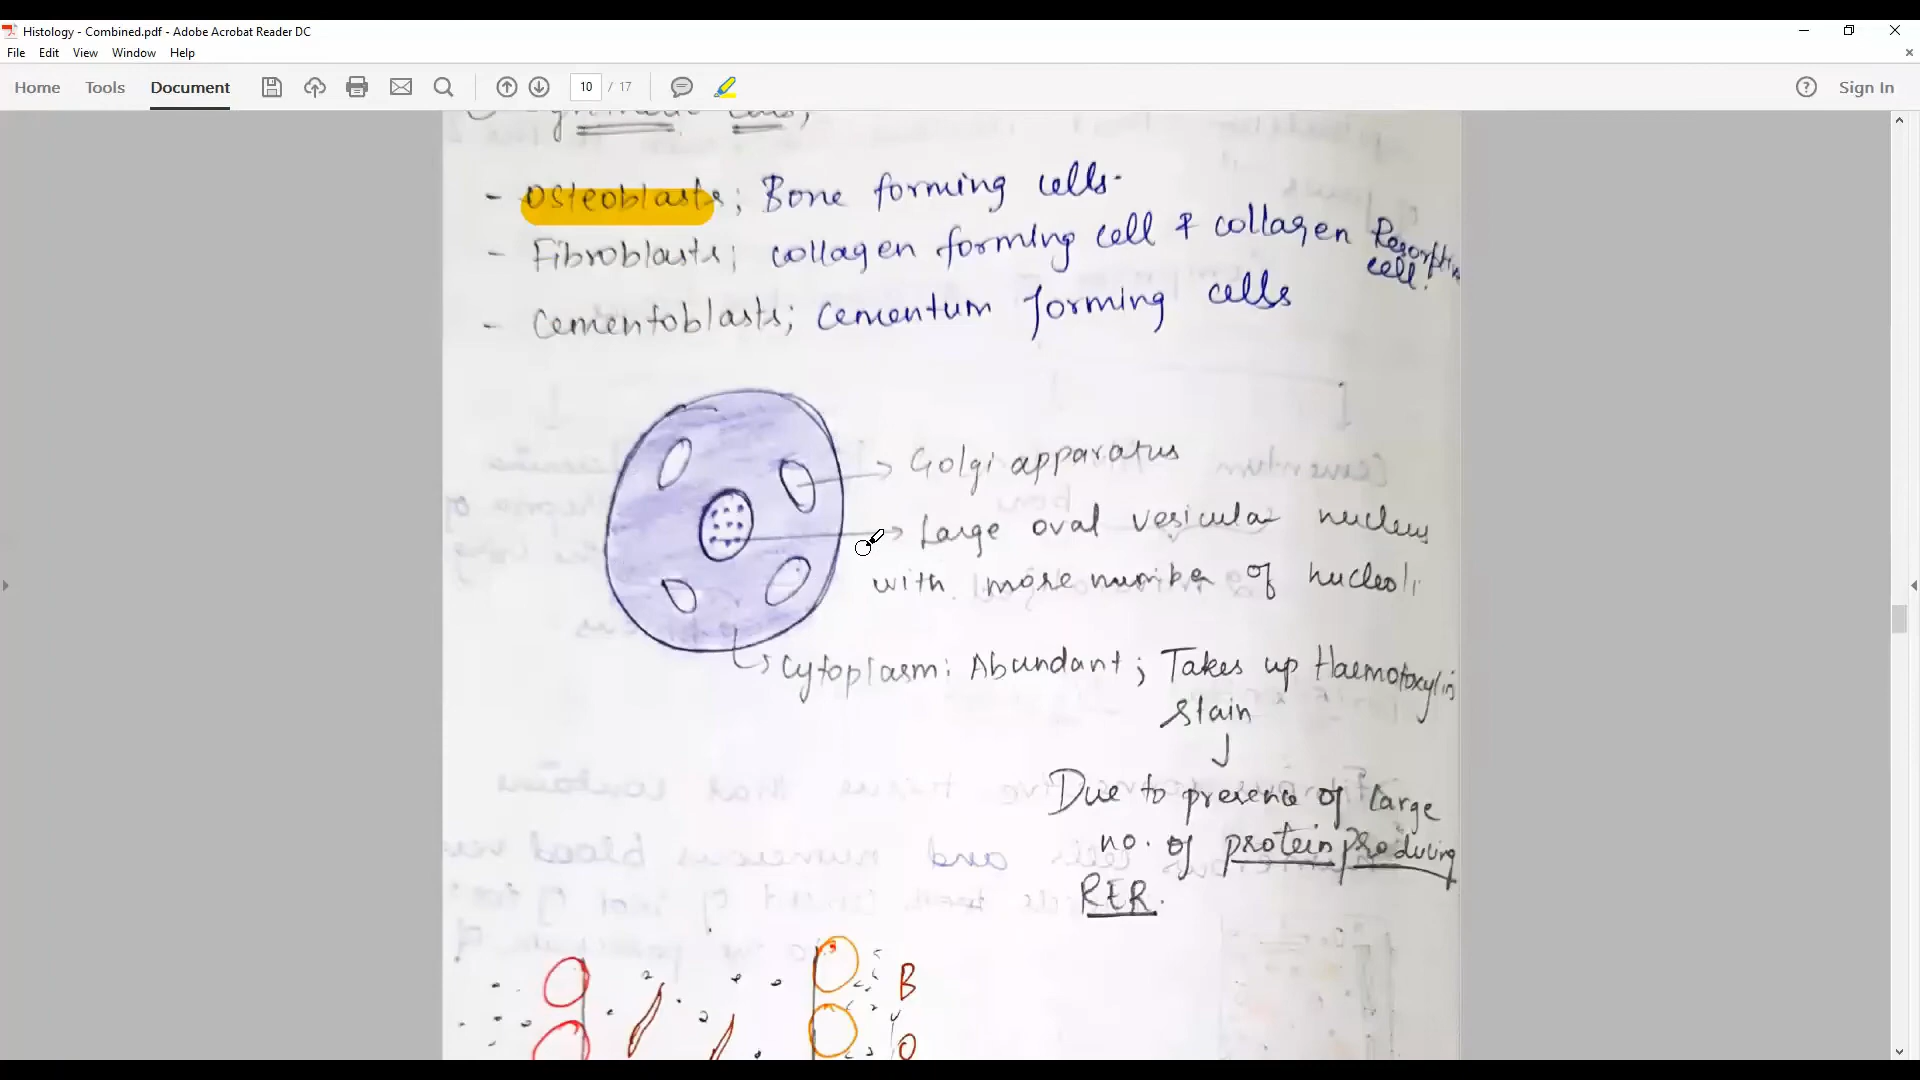 Histology - Combined.pdf - Adobe Acrobat Reader DC
File Edit View Window Help
Home Tools Document 10 / 17 Sign In
- Osteoblasts; Bone forming cells.
- Fibroblasts; collagen forming cell & collagen Resorption cell.
- Cementoblasts; Cementum forming cells
Golgi apparatus
Large oval vesicular nucleus
with more number of nucleoli
Cytoplasm: Abundant; Takes up Haemotoxylin
stain
Due to presence of large
no. of protein producing
RER.
B
O